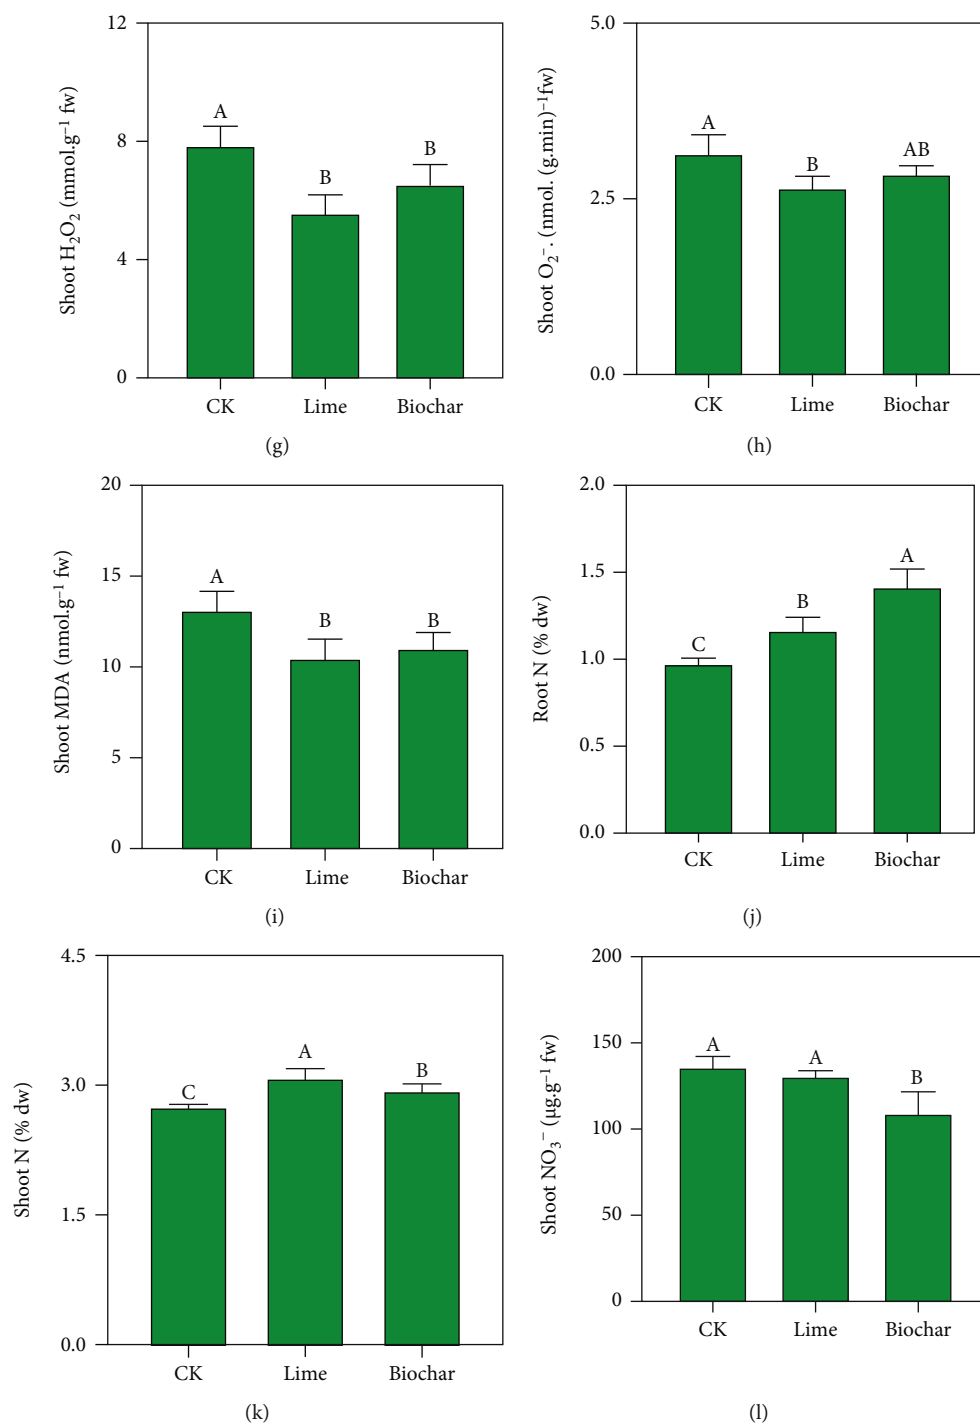 12
8
4
0
Shoot H₂O₂ (mmol.g⁻¹ fw)
A
B
B
CK Lime Biochar
(g)
5.0
2.5
0.0
Shoot O₂⁻. (nmol. (g.min)⁻¹fw)
A
B
AB
CK Lime Biochar
(h)
20
15
10
5
0
Shoot MDA (nmol.g⁻¹ fw)
A
B
B
CK Lime Biochar
(i)
2.0
1.5
1.0
0.5
0.0
Root N (% dw)
C
B
A
CK Lime Biochar
(j)
4.5
3.0
1.5
0.0
Shoot N (% dw)
C
A
B
CK Lime Biochar
(k)
200
150
100
50
0
Shoot NO₃⁻ (μg.g⁻¹ fw)
A
A
B
CK Lime Biochar
(l)